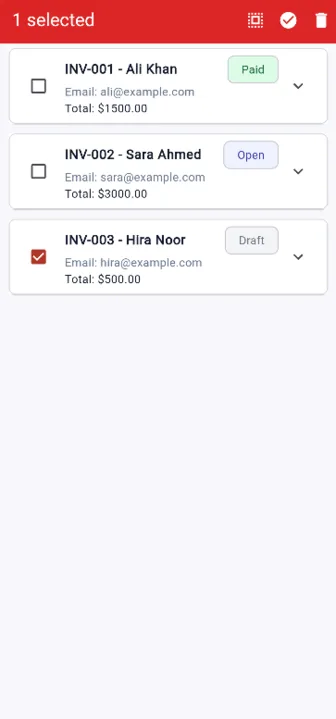 1 selected
INV-001 - Ali Khan
Paid
Email: ali@example.com
Total: $1500.00
INV-002 - Sara Ahmed
Open
Email: sara@example.com
Total: $3000.00
INV-003 - Hira Noor
Draft
Email: hira@example.com
Total: $500.00